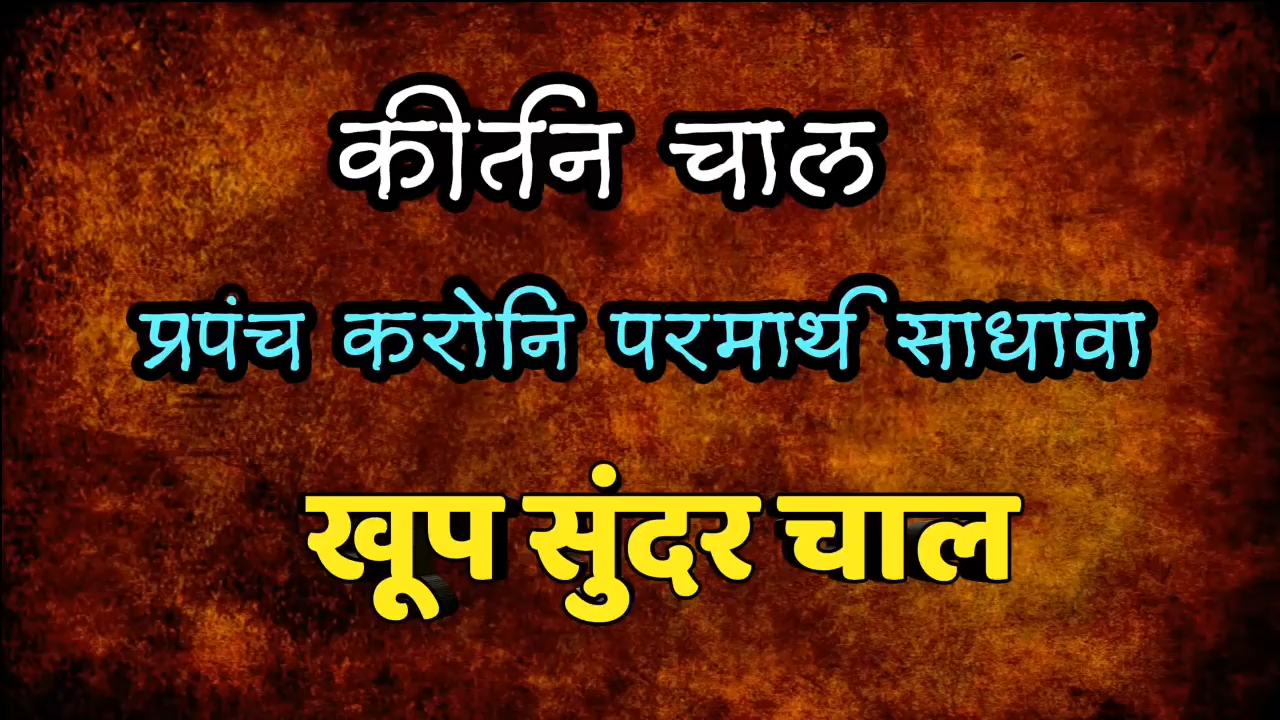 कीर्तन चाल
प्रपंच करोनि परमार्थ साधावा
खूप सुंदर चाल